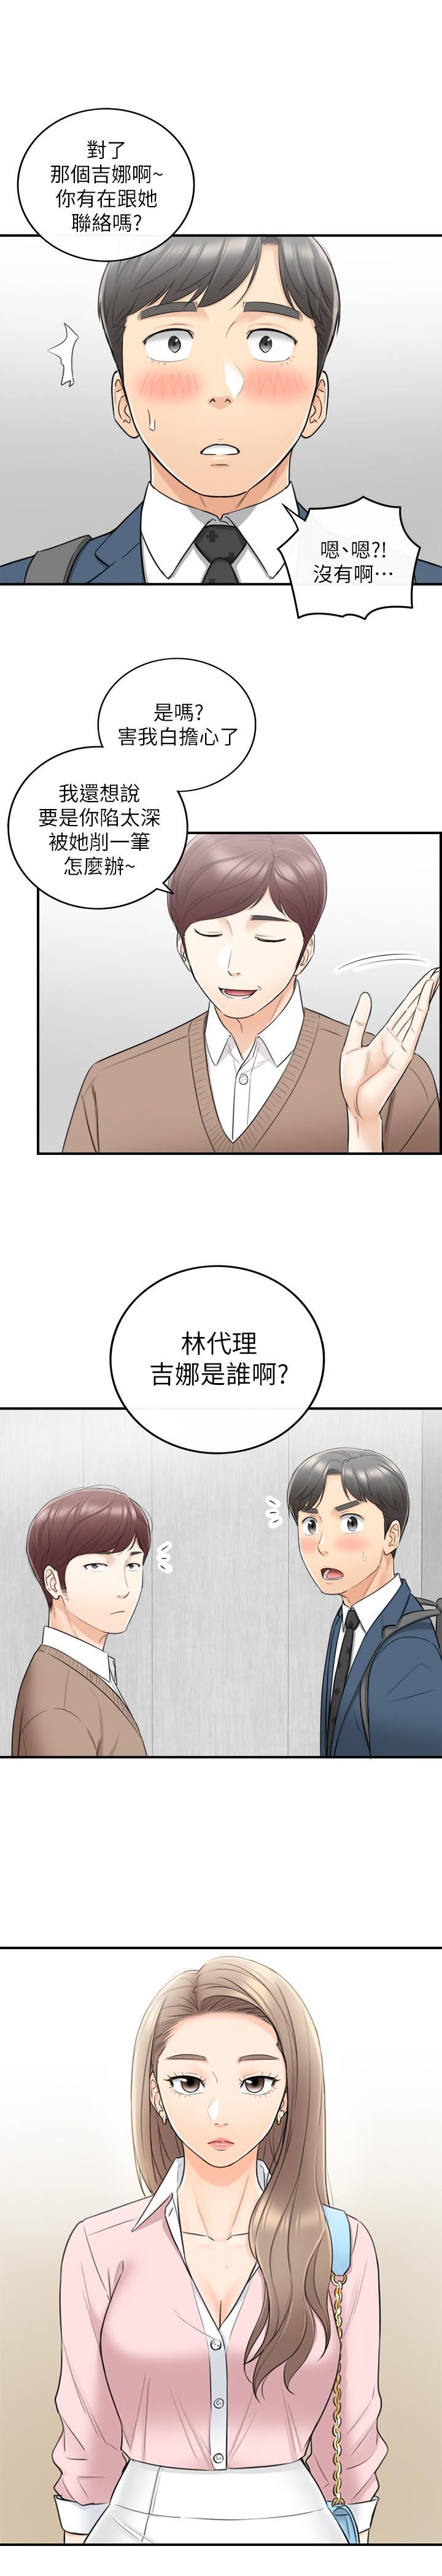 對了
那個吉娜啊~
你有在跟她
聯絡嗎?
嗯、嗯?!
沒有啊…
是嗎?
害我白擔心了
我還想說
要是你陷太深
被她削一筆
怎麼辦~
林代理
吉娜是誰啊?